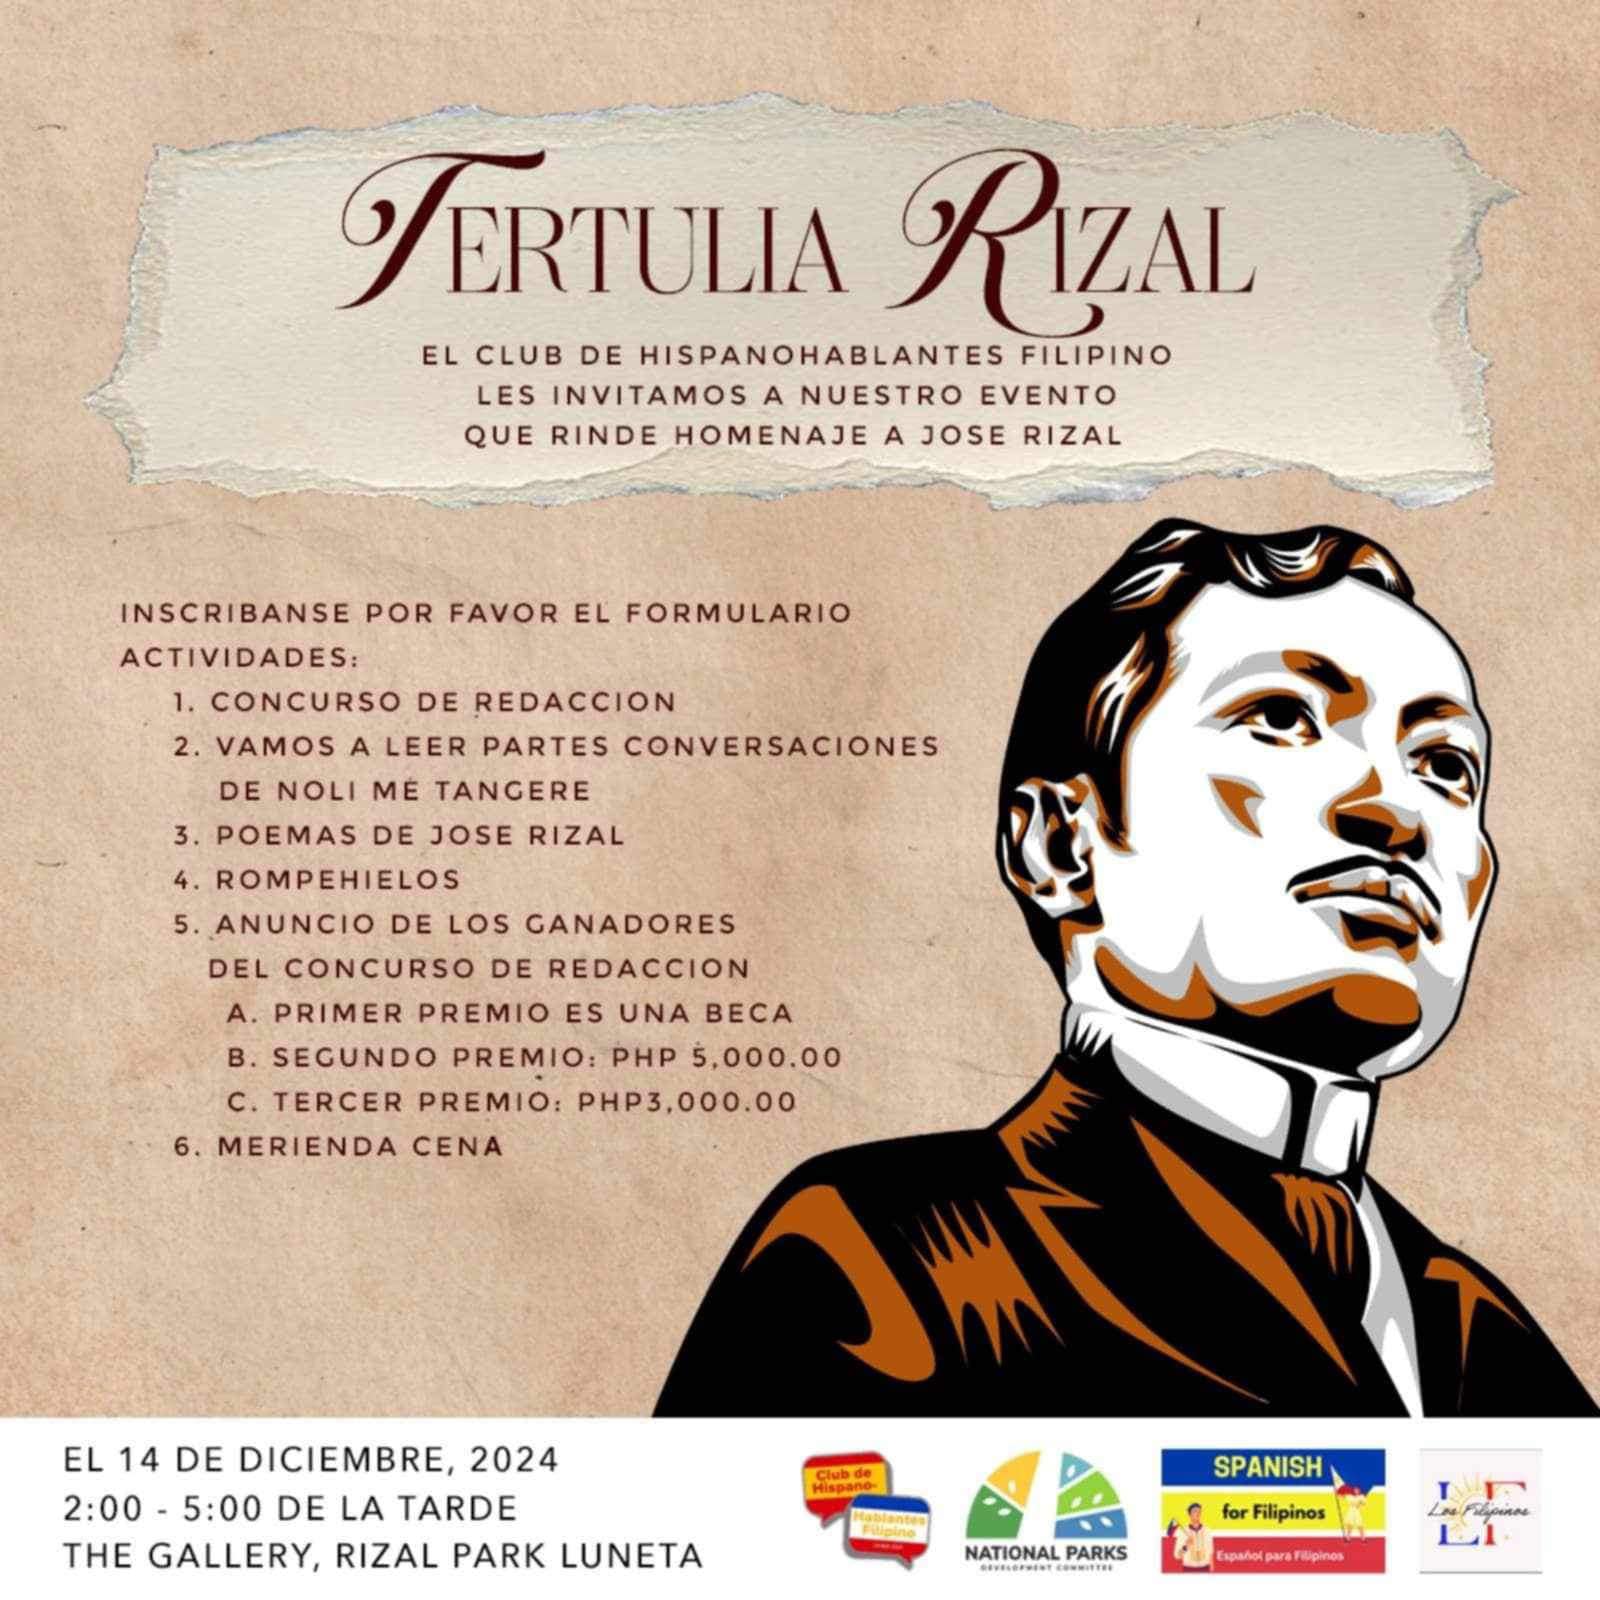 TERTULIA RIZAL
EL CLUB DE HISPANOHABLANTES FILIPINO
LES INVITAMOS A NUESTRO EVENTO
QUE RINDE HOMENAJE A JOSE RIZAL
INSCRIBANSE POR FAVOR EL FORMULARIO
ACTIVIDADES:
1. CONCURSO DE REDACCION
2. VAMOS A LEER PARTES CONVERSACIONES
DE NOLI ME TANGERE
3. POEMAS DE JOSE RIZAL
4. ROMPEHIELOS
5. ANUNCIO DE LOS GANADORES
DEL CONCURSO DE REDACCION
A. PRIMER PREMIO ES UNA BECA
B. SEGUNDO PREMIO: PHP 5,000.00
C. TERCER PREMIO: PHP3,000.00
6. MERIENDA CENA
EL 14 DE DICIEMBRE, 2024
2:00 - 5:00 DE LA TARDE
THE GALLERY, RIZAL PARK LUNETA
Club de
Hispano-
Hablantes
Filipino
NATIONAL PARKS
DEVELOPMENT COMMITTEE
SPANISH
for Filipinos
Español para Filipinos
LF
Los Filipinos